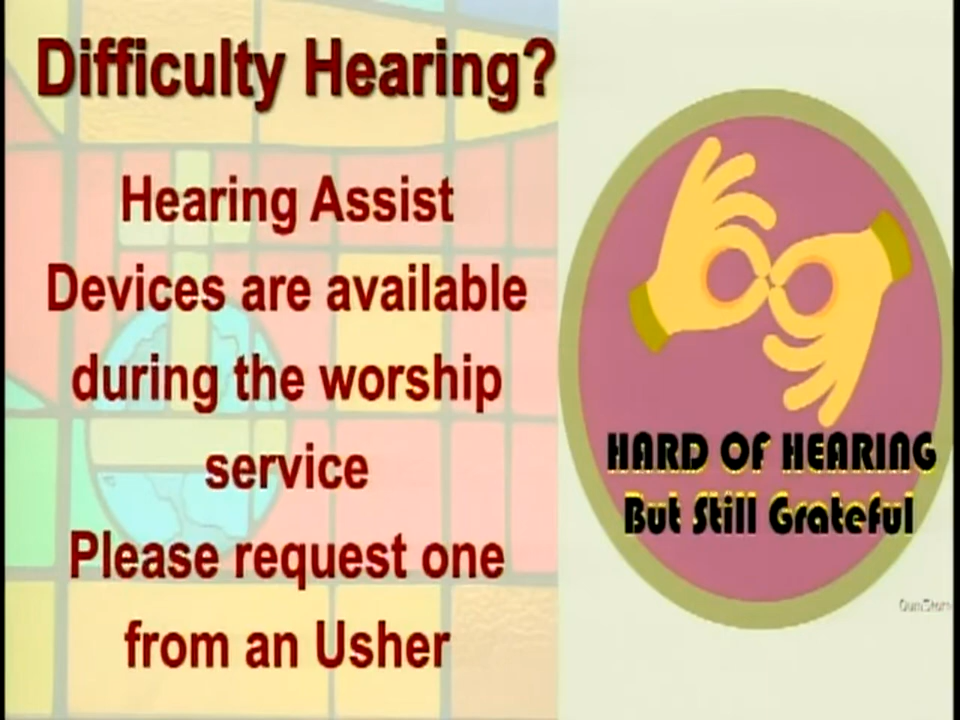 Difficulty Hearing?
Hearing Assist
Devices are available
during the worship
service
Please request one
from an Usher
HARD OF HEARING
But Still Grateful